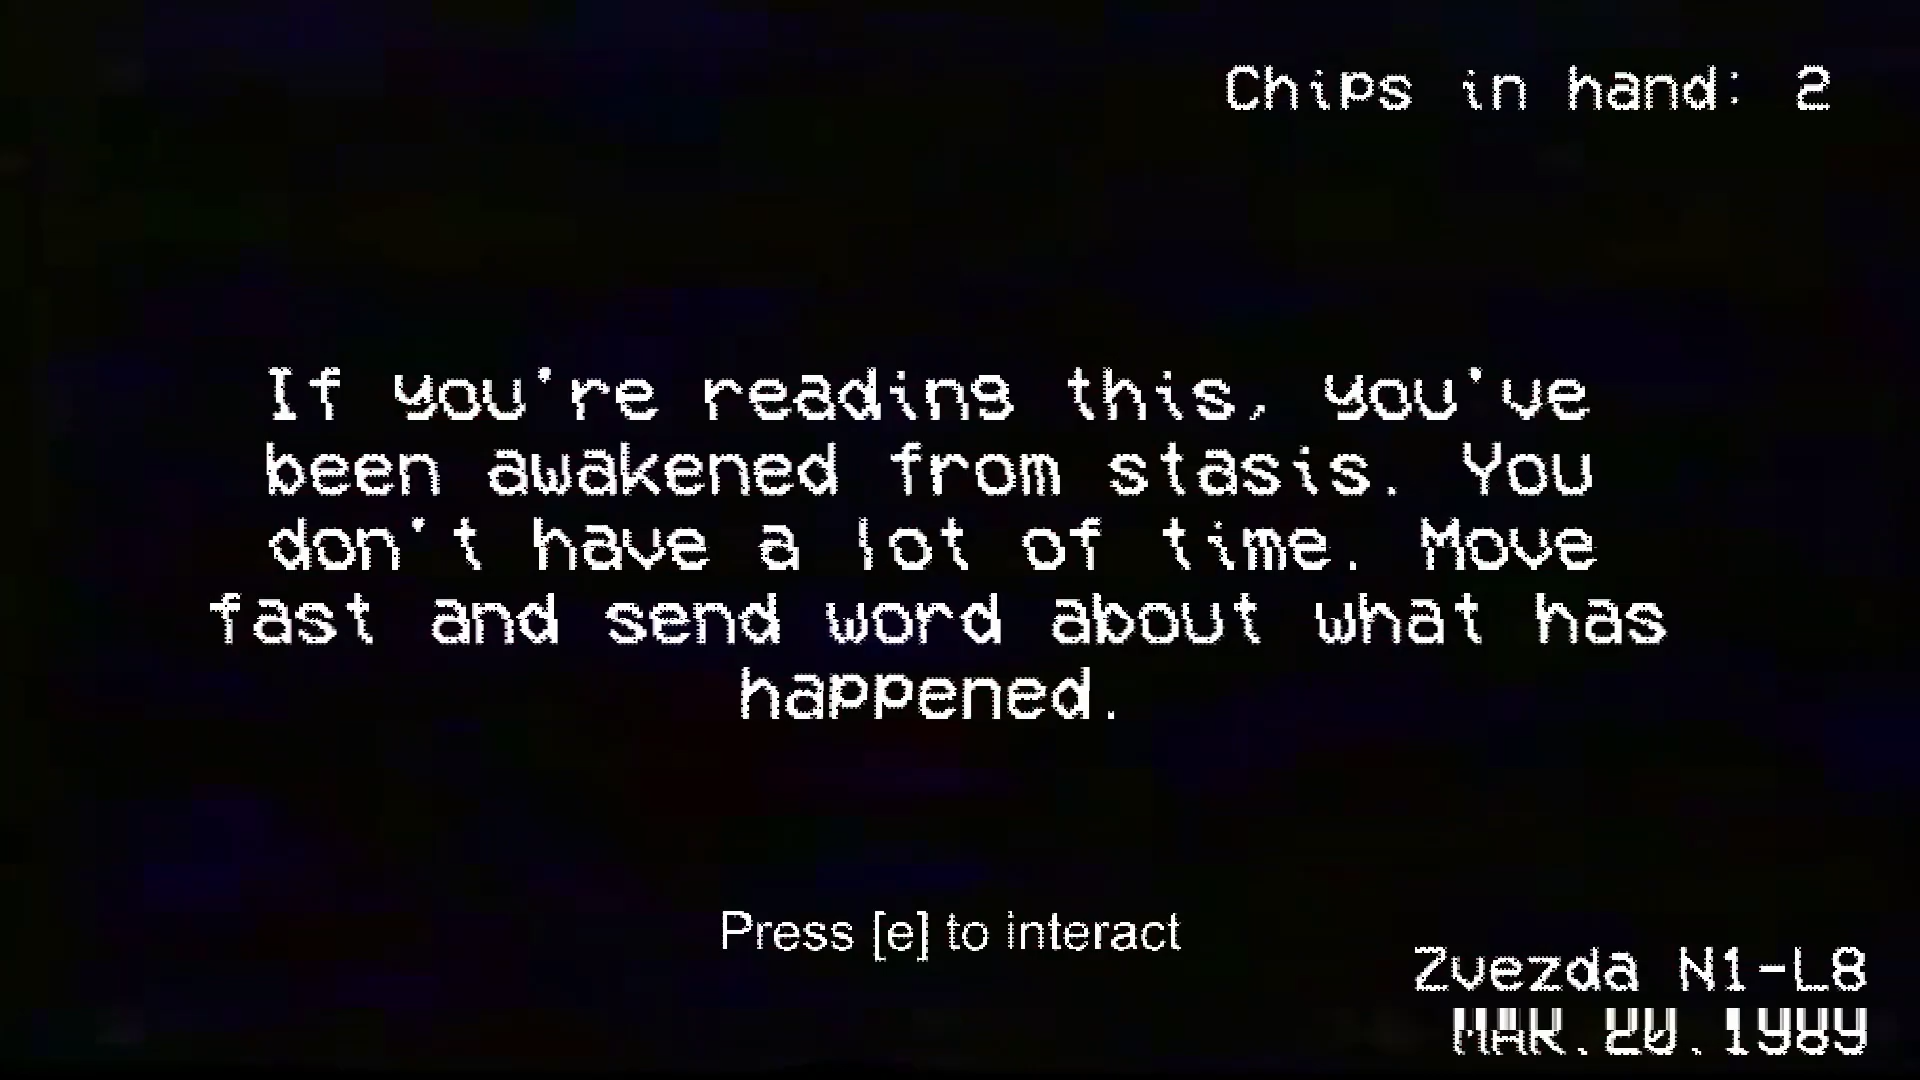 Chips in hand: 2
If you're reading this, you've
been awakened from stasis. You
don't have a lot of time. Move
fast and send word about what has
happened.
Press [e] to interact
Zvezda N1-L8
MAR.20.1989